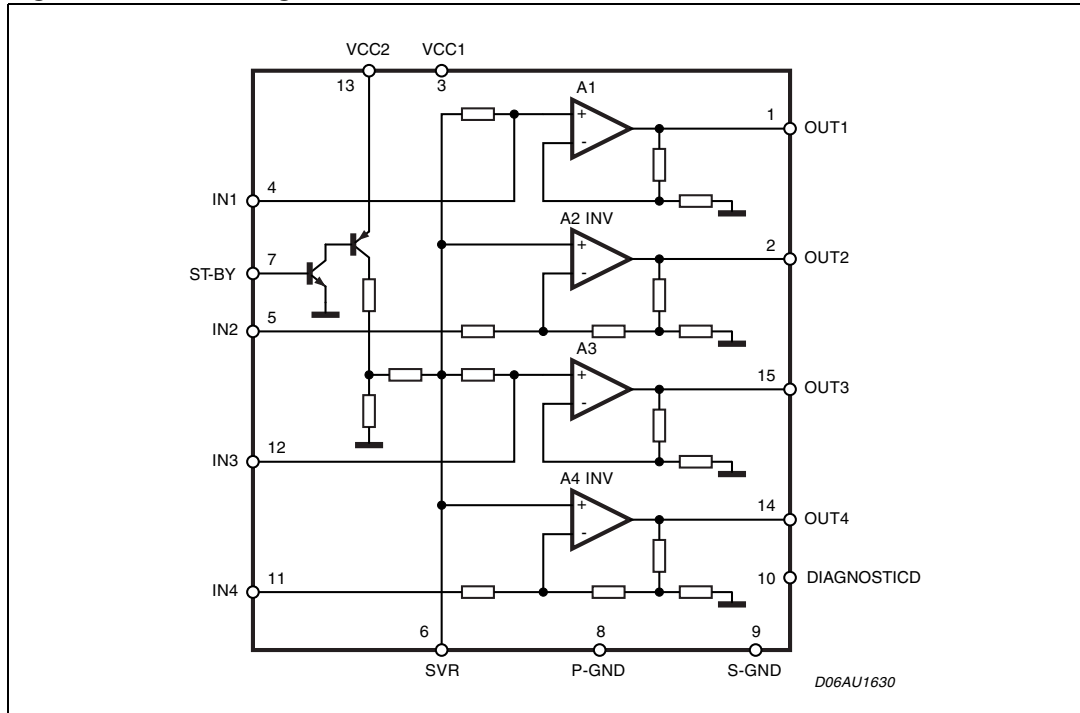 VCC2 VCC1
13 3
A1
+
-
1 OUT1
IN1 4
A2 INV
+
-
2 OUT2
ST-BY 7
IN2 5
A3
+
-
15 OUT3
IN3 12
A4 INV
+
-
14 OUT4
10 DIAGNOSTICD
IN4 11
6 8 9
SVR P-GND S-GND
D06AU1630